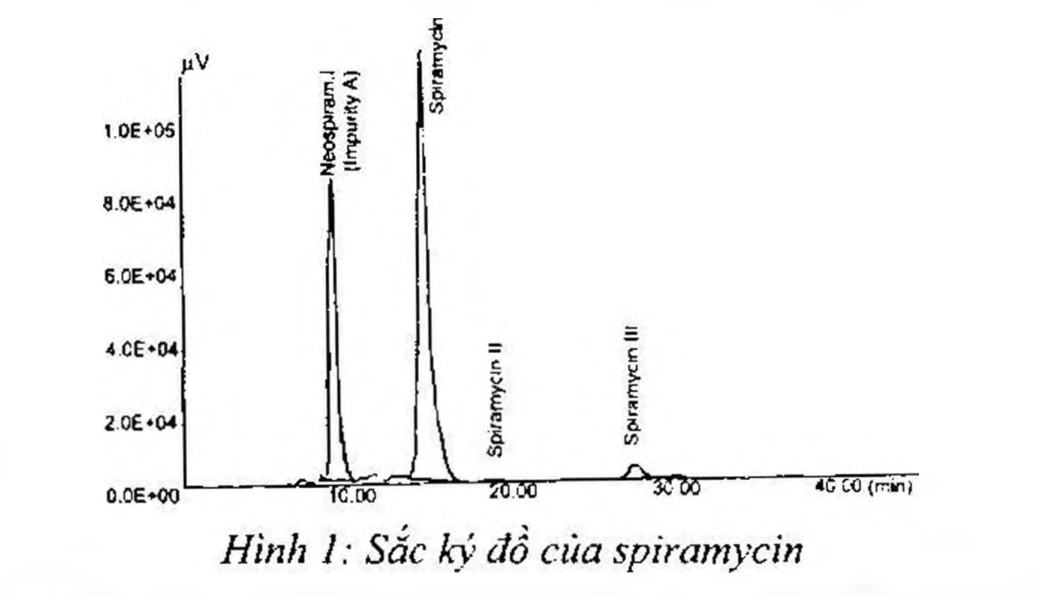 µV
1.0E+05
8.0E+04
6.0E+04
4.0E+04
2.0E+04
0.0E+00
Neospiram.I
(Impurity A)
Spiramycin
Spiramycin II
Spiramycin III
10.00
20.00
30.00
40.00 (min)
Hình 1: Sắc ký đồ của spiramycin